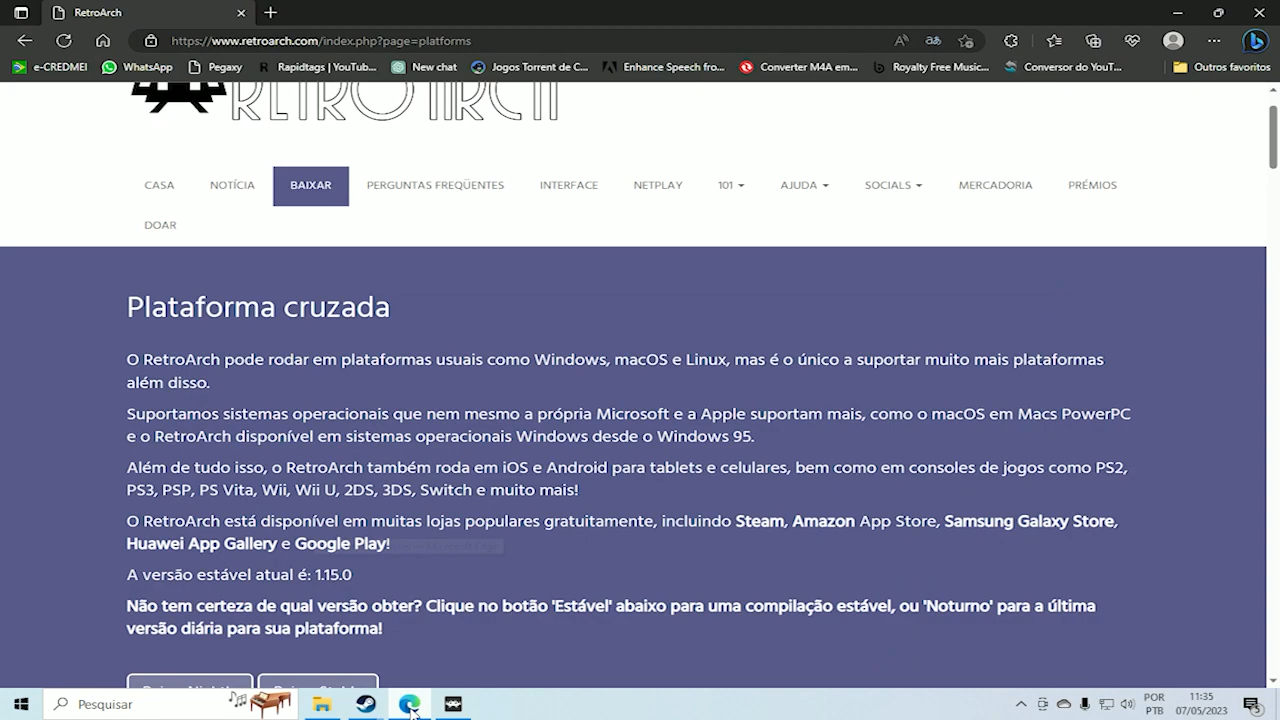 RetroArch
https://www.retroarch.com/index.php?page=platforms
e-CREDMEI WhatsApp Pegaxy Rapidtags | YouTub... New chat Jogos Torrent de C... Enhance Speech fro... Converter M4A em... Royalty Free Music... Conversor do YouT... Outros favoritos
RETROARCH
CASA NOTÍCIA BAIXAR PERGUNTAS FREQÜENTES INTERFACE NETPLAY 101 AJUDA SOCIALS MERCADORIA PRÉMIOS
DOAR
Plataforma cruzada
O RetroArch pode rodar em plataformas usuais como Windows, macOS e Linux, mas é o único a suportar muito mais plataformas
além disso.
Suportamos sistemas operacionais que nem mesmo a própria Microsoft e a Apple suportam mais, como o macOS em Macs PowerPC
e o RetroArch disponível em sistemas operacionais Windows desde o Windows 95.
Além de tudo isso, o RetroArch também roda em iOS e Android para tablets e celulares, bem como em consoles de jogos como PS2,
PS3, PSP, PS Vita, Wii, Wii U, 2DS, 3DS, Switch e muito mais!
O RetroArch está disponível em muitas lojas populares gratuitamente, incluindo Steam, Amazon App Store, Samsung Galaxy Store,
Huawei App Gallery e Google Play!
A versão estável atual é: 1.15.0
Não tem certeza de qual versão obter? Clique no botão 'Estável' abaixo para uma compilação estável, ou 'Noturno' para a última
versão diária para sua plataforma!
Pesquisar
POR 11:35
PTB 07/05/2023 5